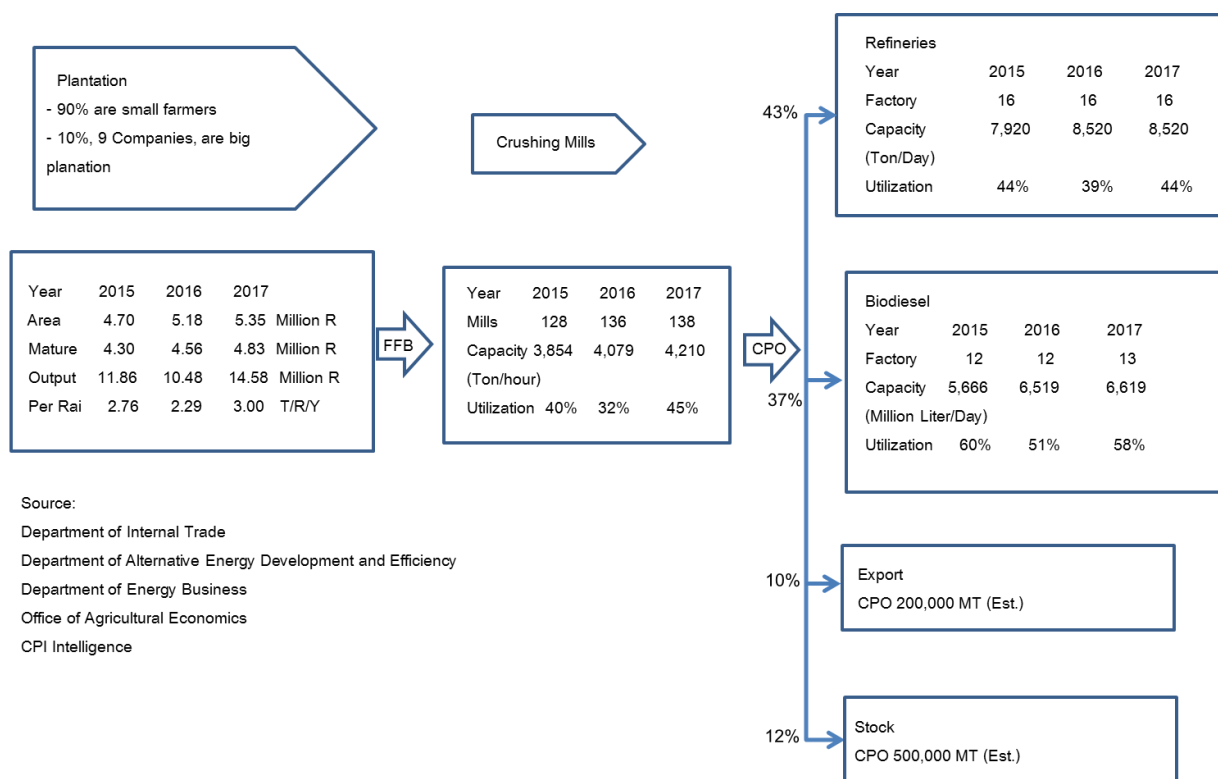 Plantation
- 90% are small farmers
- 10%, 9 Companies, are big
planation
Crushing Mills
43%
Refineries
Year 2015 2016 2017
Factory 16 16 16
Capacity 7,920 8,520 8,520
(Ton/Day)
Utilization 44% 39% 44%
Year 2015 2016 2017
Area 4.70 5.18 5.35 Million R
Mature 4.30 4.56 4.83 Million R
Output 11.86 10.48 14.58 Million R
Per Rai 2.76 2.29 3.00 T/R/Y
FFB
Year 2015 2016 2017
Mills 128 136 138
Capacity 3,854 4,079 4,210
(Ton/hour)
Utilization 40% 32% 45%
CPO
37%
Biodiesel
Year 2015 2016 2017
Factory 12 12 13
Capacity 5,666 6,519 6,619
(Million Liter/Day)
Utilization 60% 51% 58%
Source:
Department of Internal Trade
Department of Alternative Energy Development and Efficiency
Department of Energy Business
Office of Agricultural Economics
CPI Intelligence
10%
Export
CPO 200,000 MT (Est.)
12%
Stock
CPO 500,000 MT (Est.)